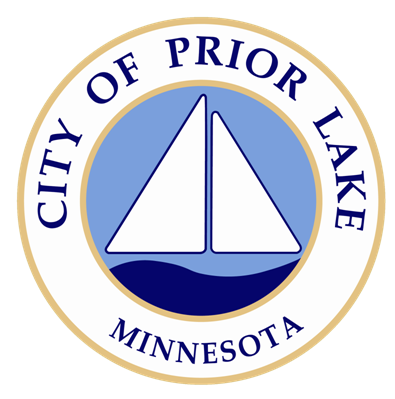 CITY OF PRIOR LAKE
MINNESOTA